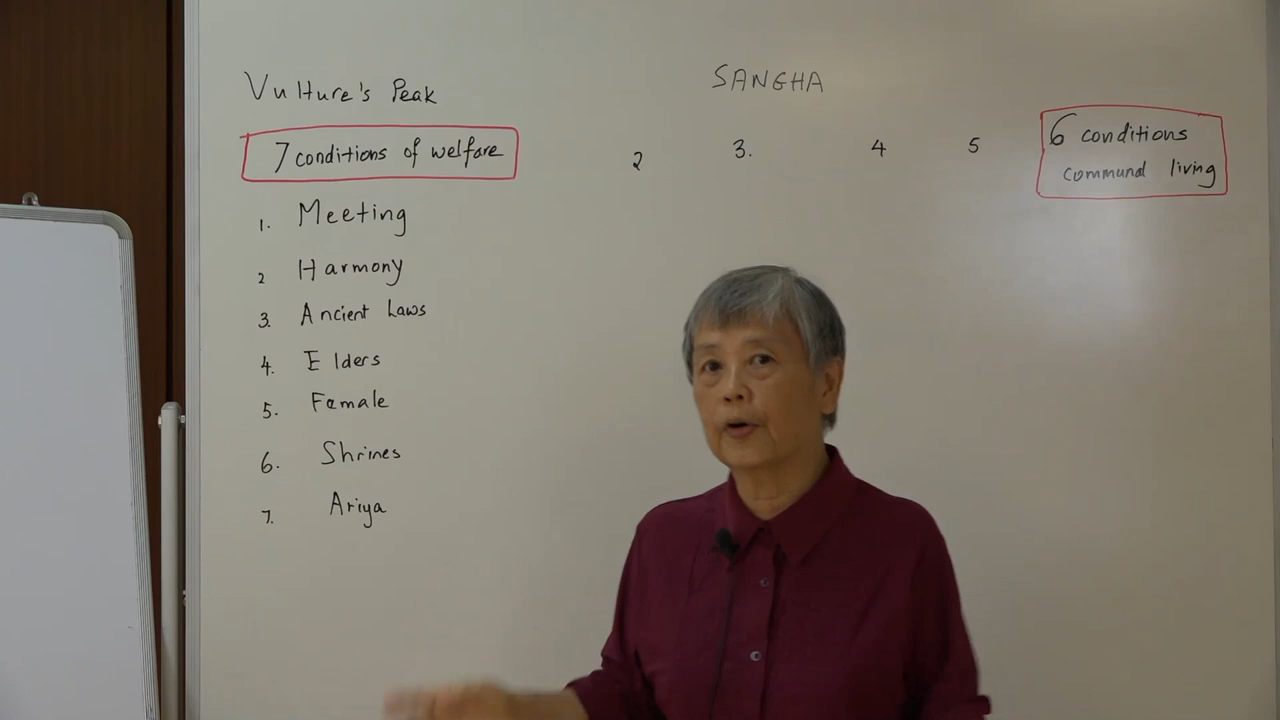 Vulture's Peak
7 conditions of welfare
1. Meeting
2 Harmony
3. Ancient Laws
4. Elders
5. Female
6. Shrines
7. Ariya
SANGHA
2 3. 4 5
6 conditions
communal living